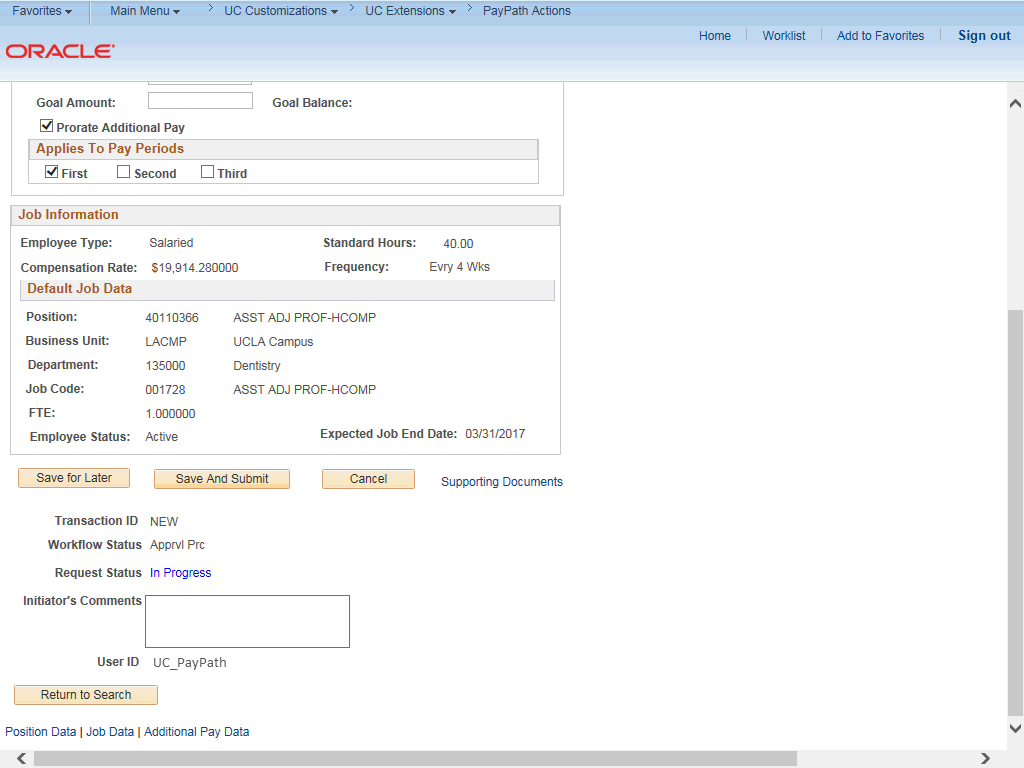 Favorites Main Menu > UC Customizations > UC Extensions > PayPath Actions
Home Worklist Add to Favorites Sign out
ORACLE
Goal Amount: Goal Balance:
Prorate Additional Pay
Applies To Pay Periods
First Second Third
Job Information
Employee Type: Salaried Standard Hours: 40.00
Compensation Rate: $19,914.280000 Frequency: Evry 4 Wks
Default Job Data
Position: 40110366 ASST ADJ PROF-HCOMP
Business Unit: LACMP UCLA Campus
Department: 135000 Dentistry
Job Code: 001728 ASST ADJ PROF-HCOMP
FTE: 1.000000
Employee Status: Active Expected Job End Date: 03/31/2017
Save for Later Save And Submit Cancel Supporting Documents
Transaction ID NEW
Workflow Status Apprvl Prc
Request Status In Progress
Initiator's Comments
User ID UC_PayPath
Return to Search
Position Data | Job Data | Additional Pay Data